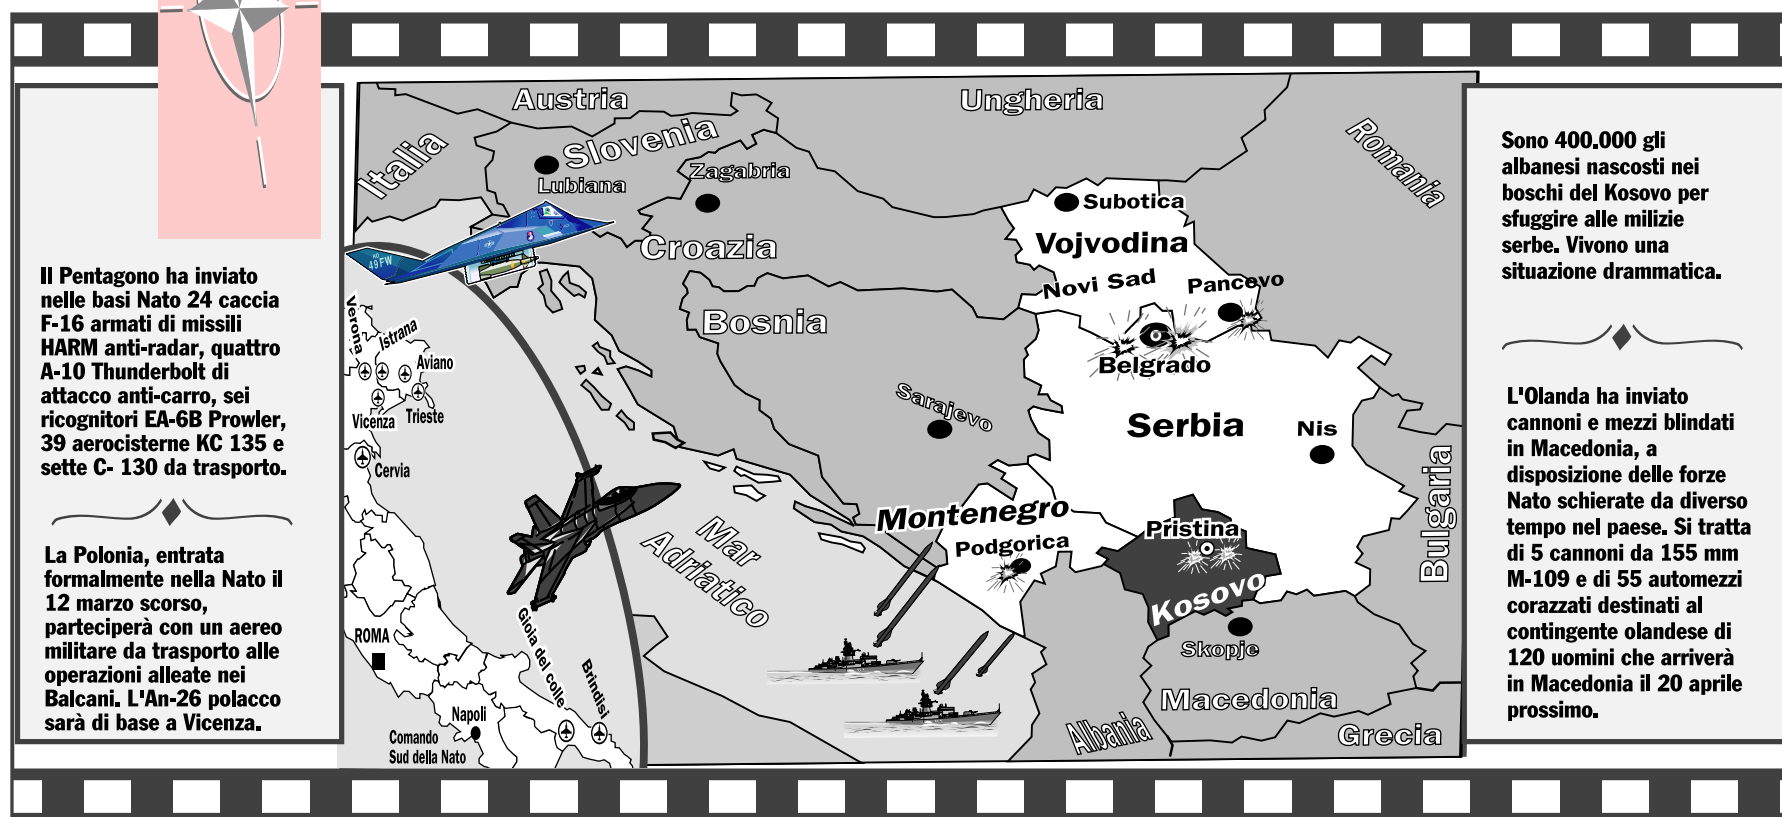 Il Pentagono ha inviato
nelle basi Nato 24 caccia
F-16 armati di missili
HARM anti-radar, quattro
A-10 Thunderbolt di
attacco anti-carro, sei
ricognitori EA-6B Prowler,
39 aerocisterne KC 135 e
sette C- 130 da trasporto.
La Polonia, entrata
formalmente nella Nato il
12 marzo scorso,
parteciperà con un aereo
militare da trasporto alle
operazioni alleate nei
Balcani. L'An-26 polacco
sarà di base a Vicenza.
Austria
Ungheria
Italia
Slovenia
Romania
Lubiana
Zagabria
Subotica
Croazia
Vojvodina
49FW
Novi Sad
Pancevo
Verona
Istrana
Aviano
Bosnia
Belgrado
Vicenza
Trieste
Sarajevo
Serbia
Nis
Cervia
Bulgaria
Montenegro
Pristina
Mar
Adriatico
Podgorica
Kosovo
ROMA
Gioia del colle
Brindisi
Skopje
Macedonia
Napoli
Albania
Grecia
Comando
Sud della Nato
Sono 400.000 gli
albanesi nascosti nei
boschi del Kosovo per
sfuggire alle milizie
serbe. Vivono una
situazione drammatica.
L'Olanda ha inviato
cannoni e mezzi blindati
in Macedonia, a
disposizione delle forze
Nato schierate da diverso
tempo nel paese. Si tratta
di 5 cannoni da 155 mm
M-109 e di 55 automezzi
corazzati destinati al
contingente olandese di
120 uomini che arriverà
in Macedonia il 20 aprile
prossimo.